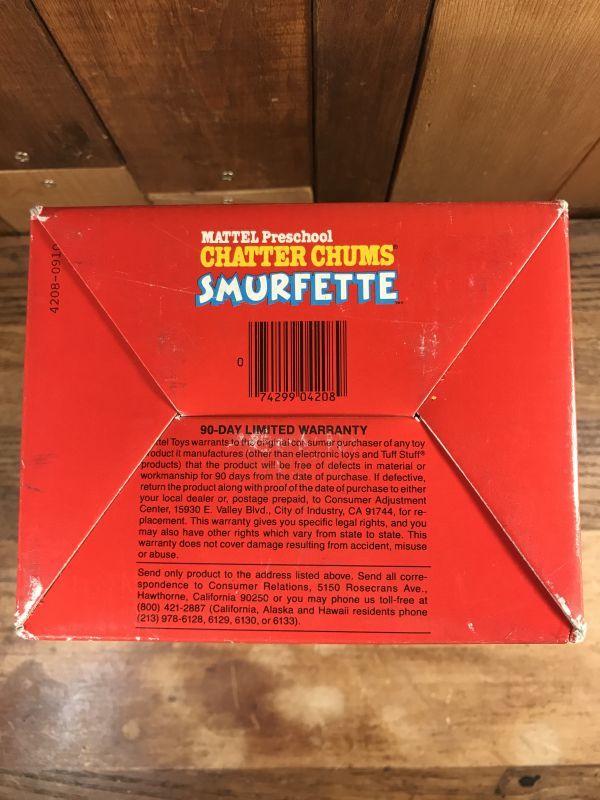 MATTEL Preschool
CHATTER CHUMS®
SMURFETTE™
4208-0910
0 74299 04208
90-DAY LIMITED WARRANTY
Toys warrants to the original consumer purchaser of any toy
product it manufactures (other than electronic toys and Tuff Stuff®
products) that the product will be free of defects in material or
workmanship for 90 days from the date of purchase. If defective,
return the product along with proof of the date of purchase to either
your local dealer or, postage prepaid, to Consumer Adjustment
Center, 15930 E. Valley Blvd., City of Industry, CA 91744, for re-
placement. This warranty gives you specific legal rights, and you
may also have other rights which vary from state to state. This
warranty does not cover damage resulting from accident, misuse
or abuse.
Send only product to the address listed above. Send all corre-
spondence to Consumer Relations, 5150 Rosecrans Ave.,
Hawthorne, California 90250 or you may phone us toll-free at
(800) 421-2887 (California, Alaska and Hawaii residents phone
(213) 978-6128, 6129, 6130, or 6133).